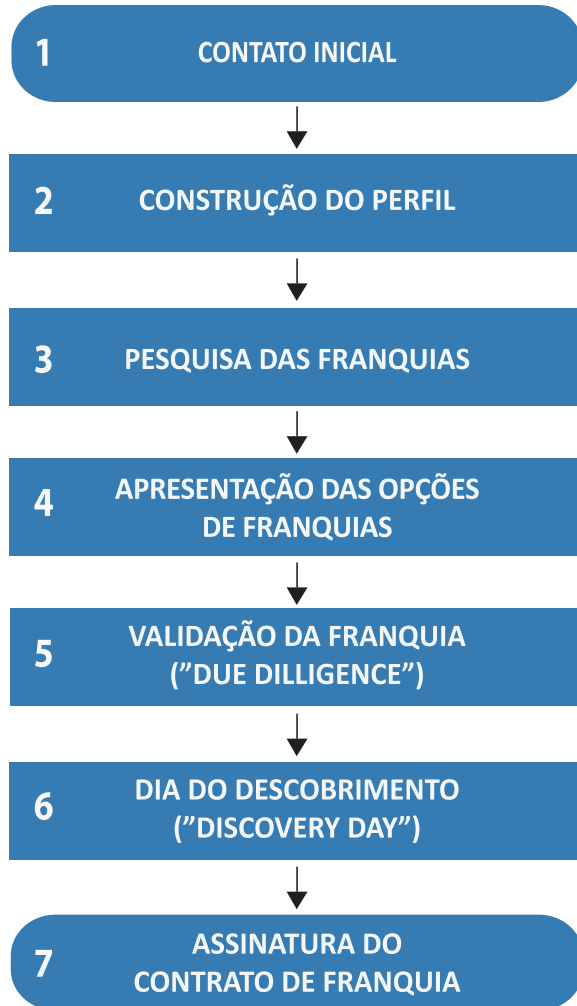 1 CONTATO INICIAL
2 CONSTRUÇÃO DO PERFIL
3 PESQUISA DAS FRANQUIAS
4 APRESENTAÇÃO DAS OPÇÕES
DE FRANQUIAS
5 VALIDAÇÃO DA FRANQUIA
(”DUE DILLIGENCE”)
6 DIA DO DESCOBRIMENTO
(”DISCOVERY DAY”)
7 ASSINATURA DO
CONTRATO DE FRANQUIA